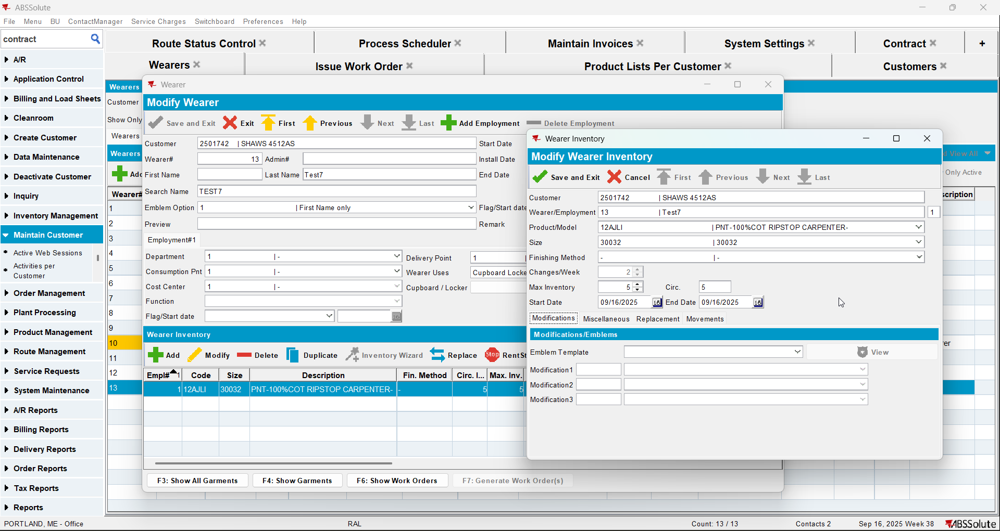 ABSSolute
File Menu BU ContactManager Service Charges Switchboard Preferences Help
contract
Route Status Control
Process Scheduler
Maintain Invoices
System Settings
Contract
+
Wearers
Issue Work Order
Product Lists Per Customer
Customers
A/R
Application Control
Billing and Load Sheets
Cleanroom
Create Customer
Data Maintenance
Deactivate Customer
Inquiry
Inventory Management
Maintain Customer
Active Web Sessions
Activities per
Customer
Order Management
Plant Processing
Product Management
Route Management
Service Requests
System Maintenance
A/R Reports
Billing Reports
Delivery Reports
Order Reports
Tax Reports
Reports
Wearers
Customer
Show Only
Wearers
Wearers
Add
Wearer#
1
2
3
4
5
6
7
8
9
10
11
12
13
View All
Only Active
scription
rer
Wearer
Modify Wearer
Save and Exit Exit First Previous Next Last Add Employment Delete Employment
Customer 2501742 | SHAWS 4512AS Start Date
Wearer# 13 Admin# Install Date
First Name Last Name Test7 End Date
Search Name TEST7
Emblem Option 1 | First Name only Flag/Start date
Preview Remark
Employment#1
Department 1 | - Delivery Point 1 |
Consumption Pnt 1 | - Wearer Uses Cupboard Locke
Cost Center 1 | - Cupboard / Locker
Function
Flag/Start date 16
Wearer Inventory
Add Modify Delete Duplicate Inventory Wizard Replace Stop RentSt
Empl# 1 Code Size Description Fin. Method Circ. I... Max. Inv.
1 12AJLI 30032 PNT-100%COT RIPSTOP CARPENTER- - 5 5
F3: Show All Garments F4: Show Garments F6: Show Work Orders F7: Generate Work Order(s)
Wearer Inventory
Modify Wearer Inventory
Save and Exit Cancel First Previous Next Last
Customer 2501742 | SHAWS 4512AS
Wearer/Employment 13 | Test7 1
Product/Model 12AJLI | PNT-100%COT RIPSTOP CARPENTER-
Size 30032 | 30032
Finishing Method - | -
Changes/Week 2
Max Inventory 5 Circ. 5
Start Date 09/16/2025 16 End Date 09/16/2025 16
Modifications Miscellaneous Replacement Movements
Modifications/Emblems
Emblem Template View
Modification1
Modification2
Modification3
PORTLAND, ME - Office RAL Count: 13 / 13 Contacts 2 Sep 16, 2025 Week 38 ABSSolute